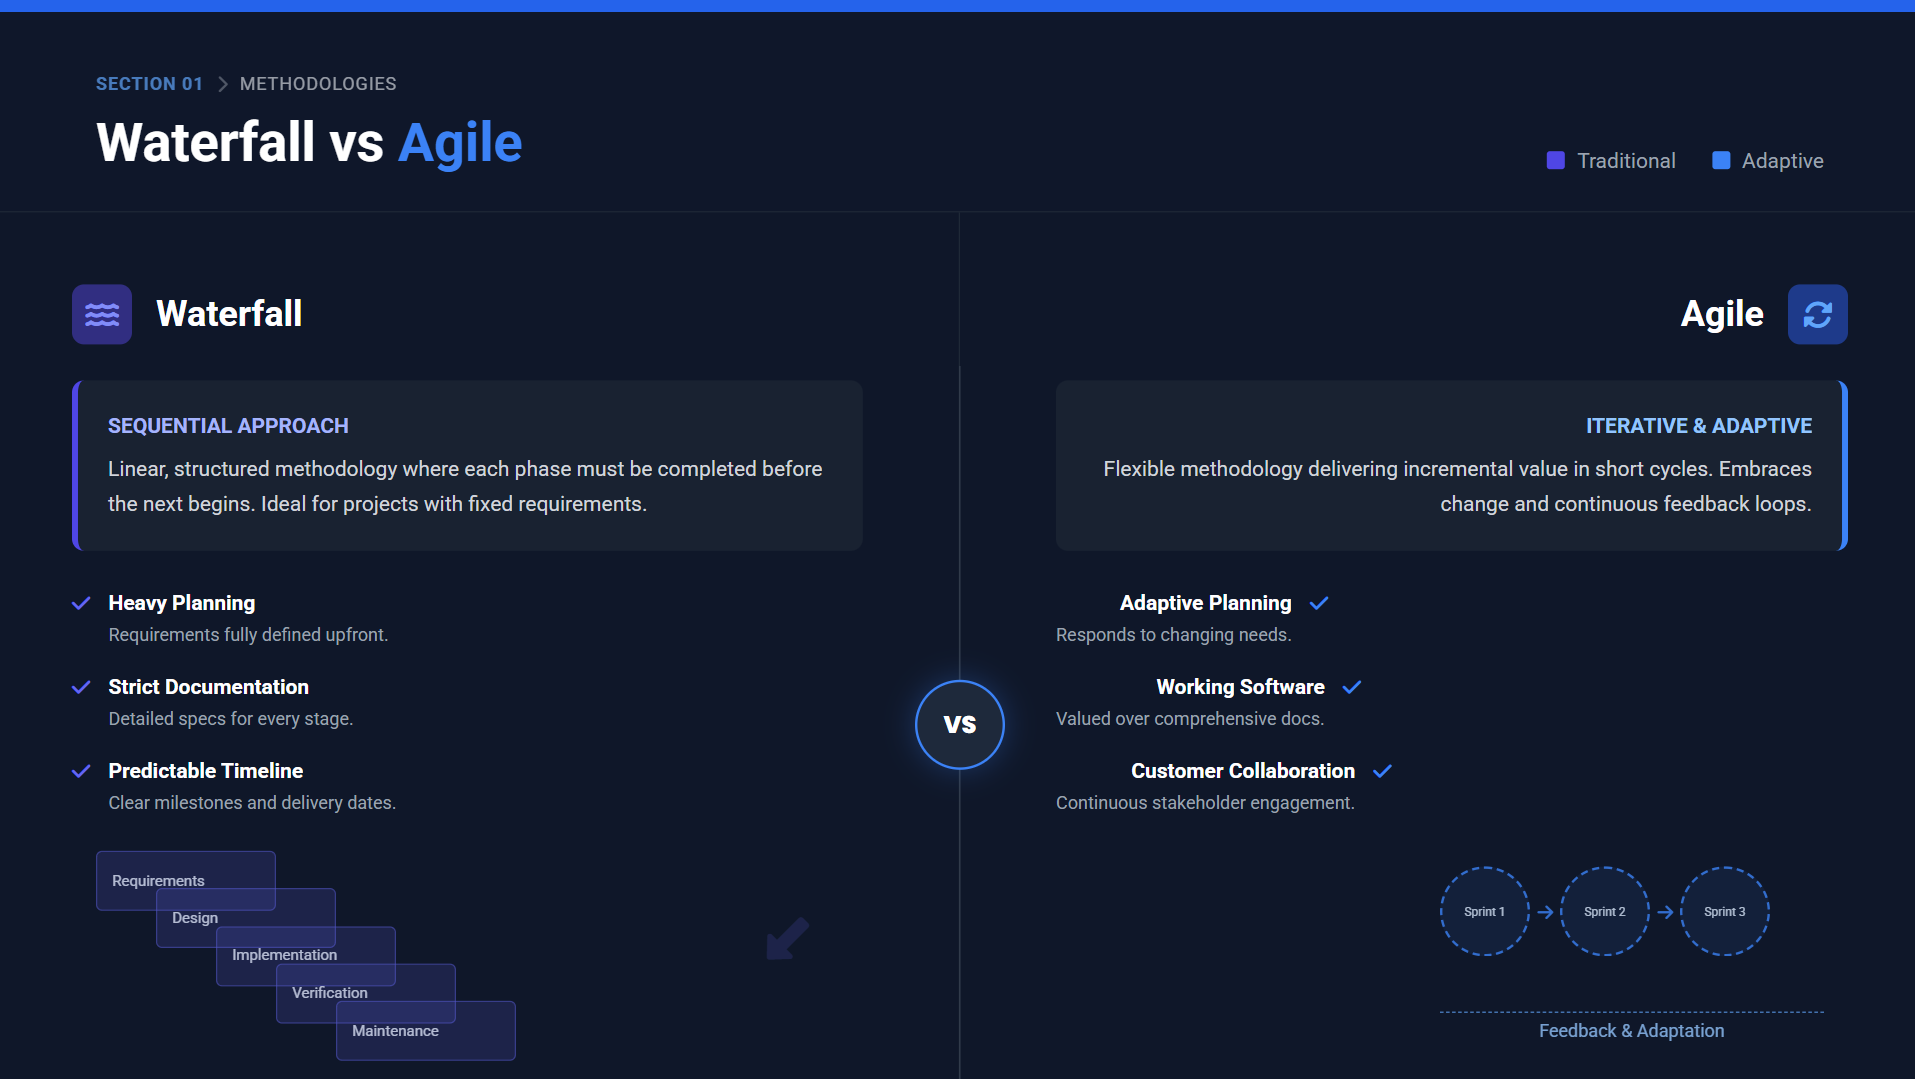 SECTION 01 > METHODOLOGIES
Waterfall vs Agile
Traditional
Adaptive
Waterfall
SEQUENTIAL APPROACH
Linear, structured methodology where each phase must be completed before
the next begins. Ideal for projects with fixed requirements.
Heavy Planning
Requirements fully defined upfront.
Strict Documentation
Detailed specs for every stage.
Predictable Timeline
Clear milestones and delivery dates.
Requirements
Design
Implementation
Verification
Maintenance
VS
Agile
ITERATIVE & ADAPTIVE
Flexible methodology delivering incremental value in short cycles. Embraces
change and continuous feedback loops.
Adaptive Planning
Responds to changing needs.
Working Software
Valued over comprehensive docs.
Customer Collaboration
Continuous stakeholder engagement.
Sprint 1
Sprint 2
Sprint 3
Feedback & Adaptation